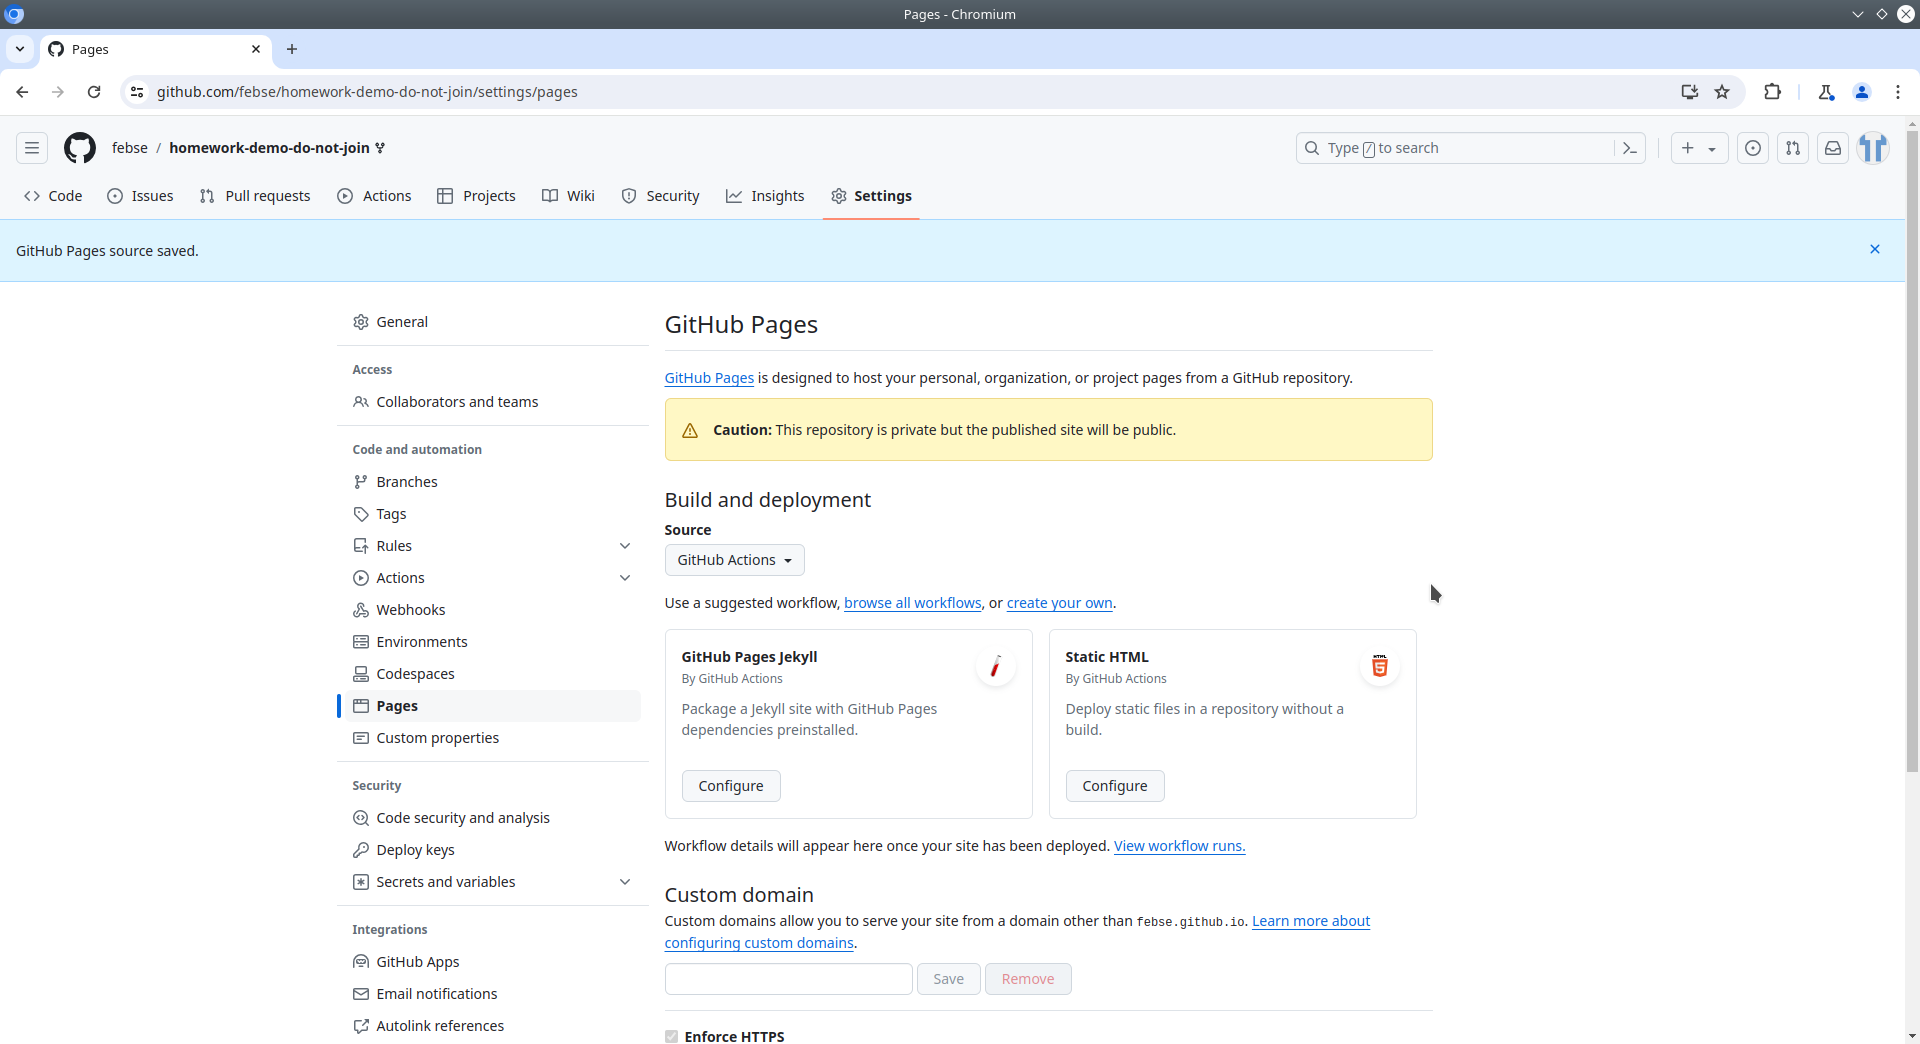 Pages - Chromium
Pages
github.com/febse/homework-demo-do-not-join/settings/pages
febse / homework-demo-do-not-join
Type / to search
Code Issues Pull requests Actions Projects Wiki Security Insights Settings
GitHub Pages source saved.
General
Access
Collaborators and teams
Code and automation
Branches
Tags
Rules
Actions
Webhooks
Environments
Codespaces
Pages
Custom properties
Security
Code security and analysis
Deploy keys
Secrets and variables
Integrations
GitHub Apps
Email notifications
Autolink references
GitHub Pages
GitHub Pages is designed to host your personal, organization, or project pages from a GitHub repository.
Caution: This repository is private but the published site will be public.
Build and deployment
Source
GitHub Actions
Use a suggested workflow, browse all workflows, or create your own.
GitHub Pages Jekyll
By GitHub Actions
Package a Jekyll site with GitHub Pages
dependencies preinstalled.
Configure
Static HTML
By GitHub Actions
HTML
5
Deploy static files in a repository without a
build.
Configure
Workflow details will appear here once your site has been deployed. View workflow runs.
Custom domain
Custom domains allow you to serve your site from a domain other than febse.github.io. Learn more about
configuring custom domains.
Save Remove
Enforce HTTPS